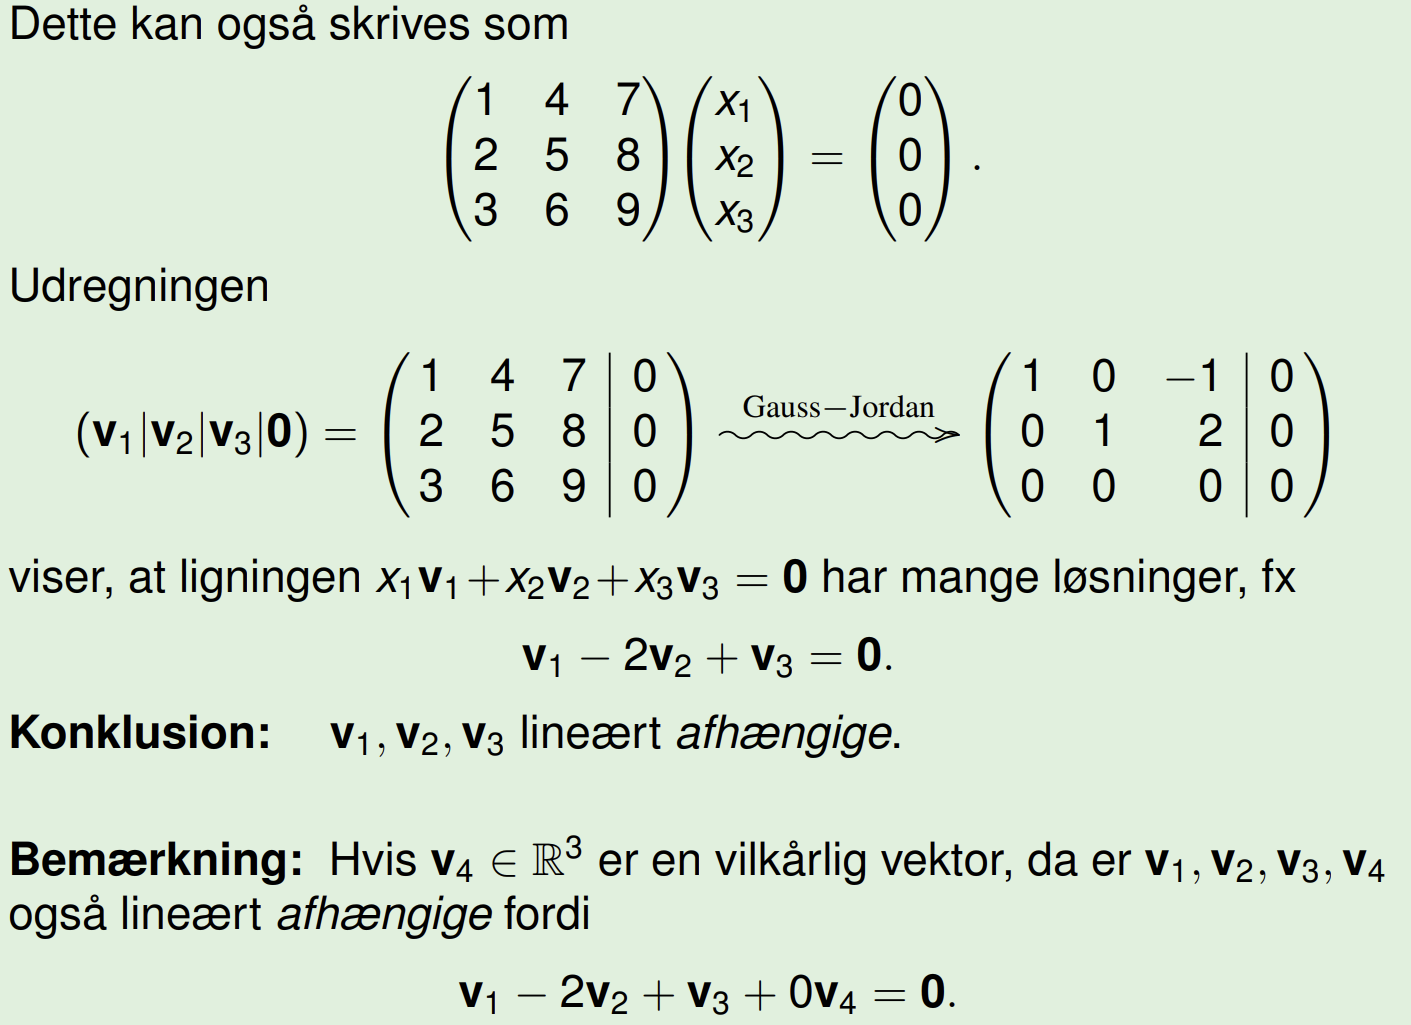 Dette kan også skrives som
( 1 4 7 ) ( x₁ ) ( 0 )
( 2 5 8 ) ( x₂ ) = ( 0 ) .
( 3 6 9 ) ( x₃ ) ( 0 )
Udregningen
Gauss−Jordan
( 1 4 7 | 0 ) ( 1 0 −1 | 0 )
(v₁|v₂|v₃|0) = ( 2 5 8 | 0 ) ( 0 1 2 | 0 )
( 3 6 9 | 0 ) ( 0 0 0 | 0 )
viser, at ligningen x₁v₁+x₂v₂+x₃v₃ = 0 har mange løsninger, fx
v₁ − 2v₂ + v₃ = 0.
Konklusion: v₁, v₂, v₃ lineært afhængige.
Bemærkning: Hvis v₄ ∈ ℝ³ er en vilkårlig vektor, da er v₁, v₂, v₃, v₄
også lineært afhængige fordi
v₁ − 2v₂ + v₃ + 0v₄ = 0.